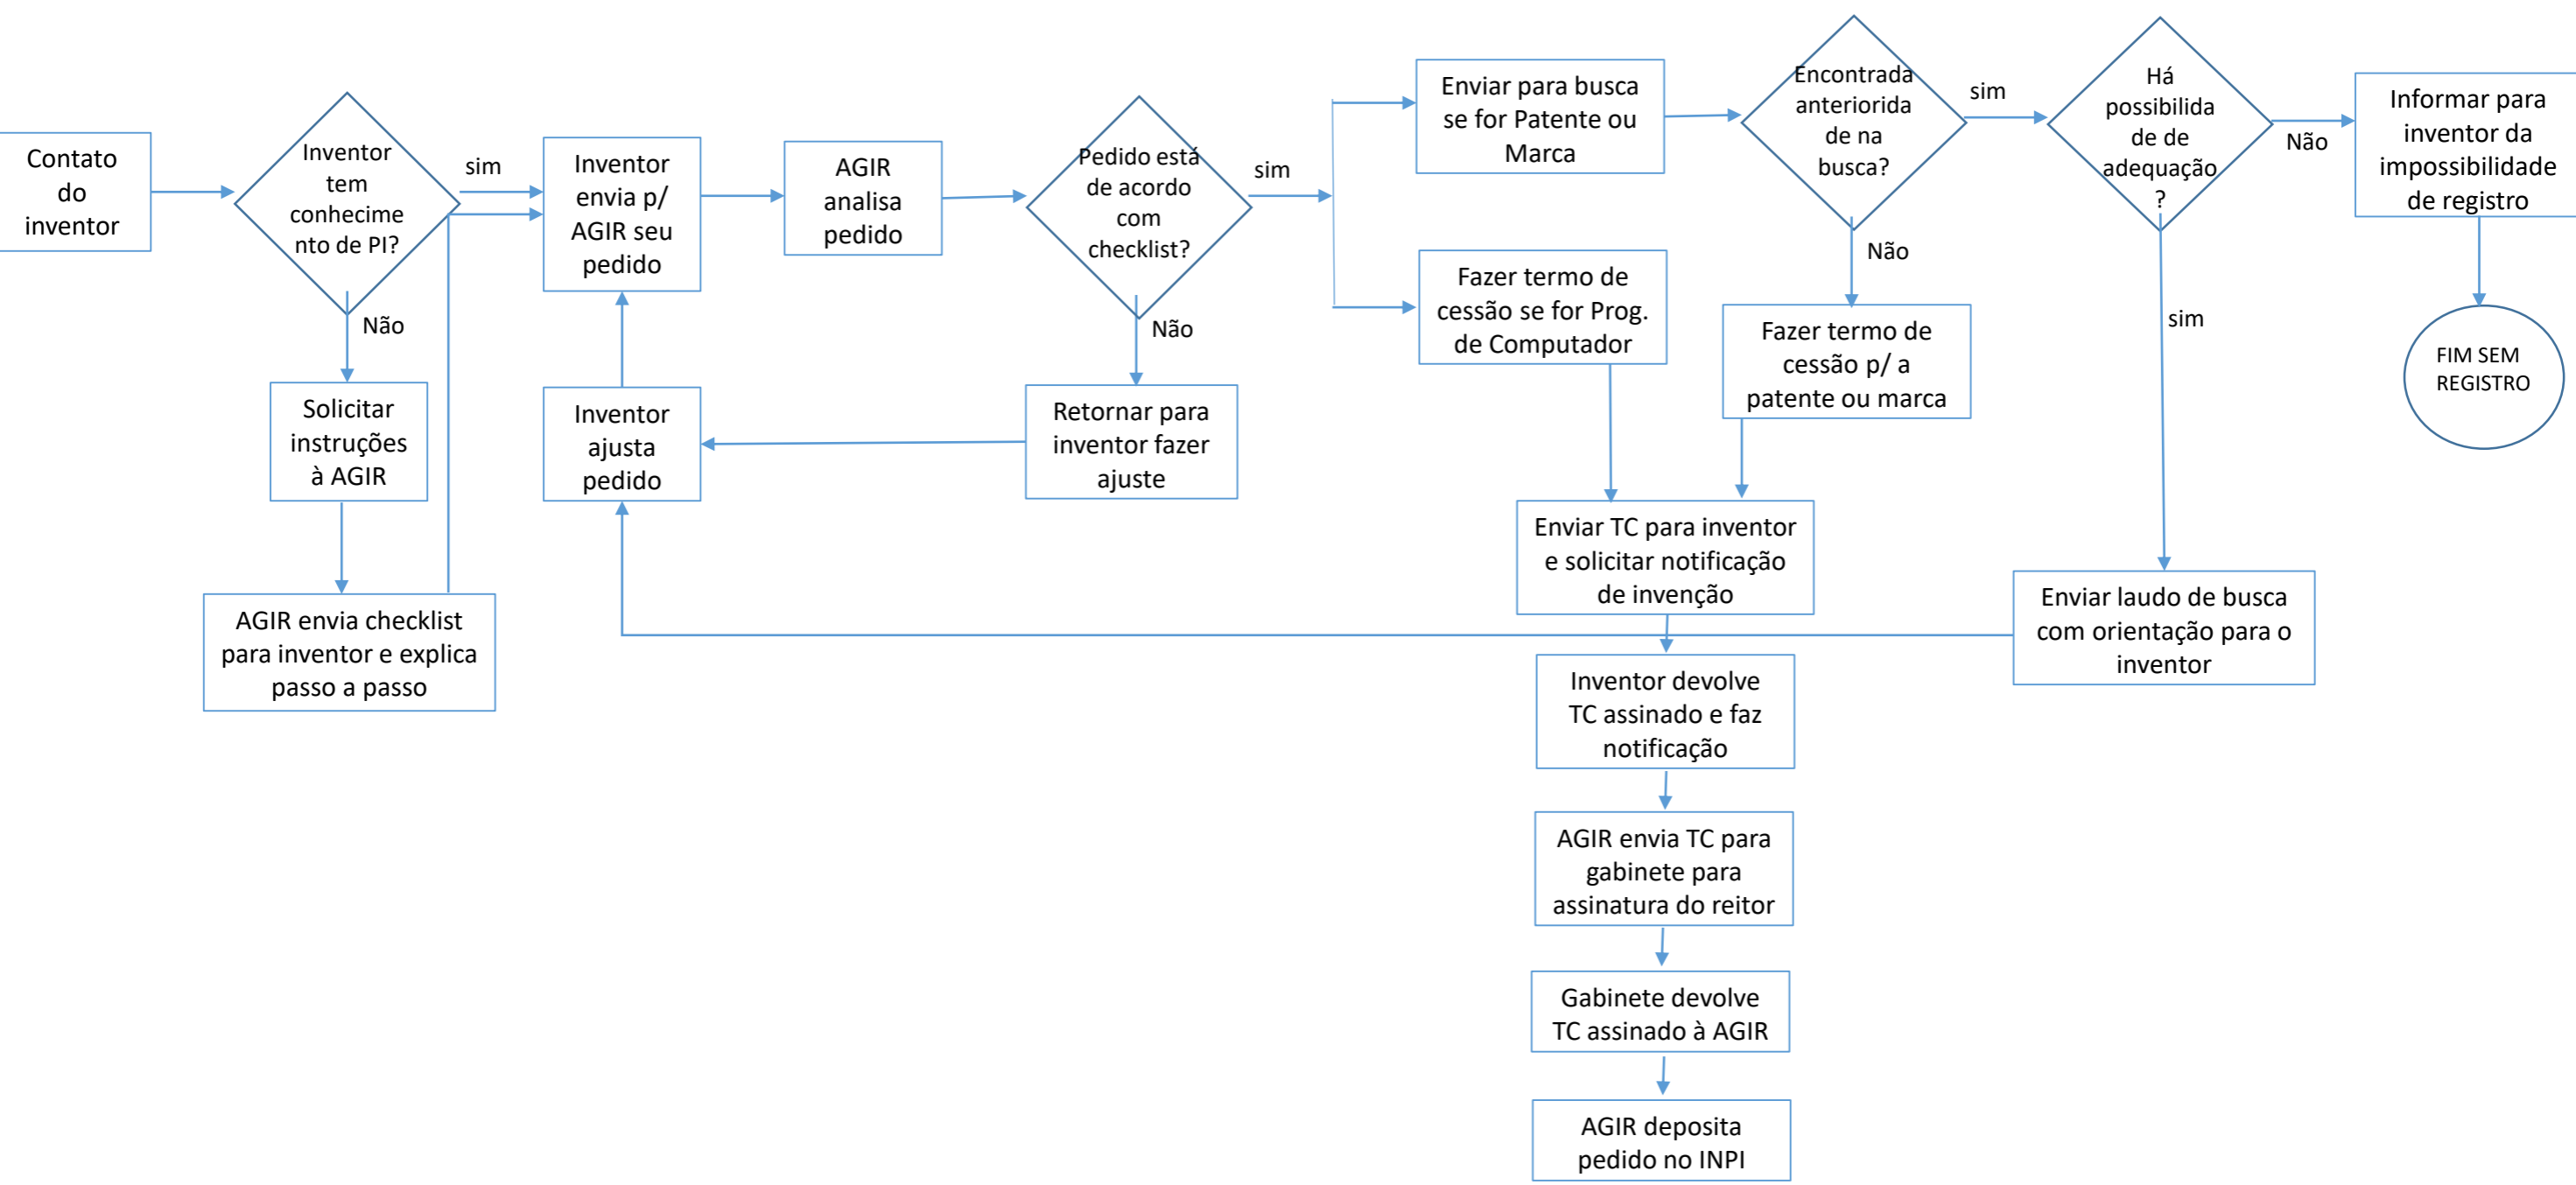 Contato
do
inventor
Inventor
tem
conhecime
nto de PI?
sim
Não
Solicitar
instruções
à AGIR
AGIR envia checklist
para inventor e explica
passo a passo
Inventor
envia p/
AGIR seu
pedido
Inventor
ajusta
pedido
AGIR
analisa
pedido
Pedido está
de acordo
com
checklist?
sim
Não
Retornar para
inventor fazer
ajuste
Enviar para busca
se for Patente ou
Marca
Fazer termo de
cessão se for Prog.
de Computador
Encontrada
anteriorida
de na
busca?
sim
Não
Fazer termo de
cessão p/ a
patente ou marca
Há
possibilida
de de
adequação
?
Não
sim
Informar para
inventor da
impossibilidade
de registro
FIM SEM
REGISTRO
Enviar TC para inventor
e solicitar notificação
de invenção
Enviar laudo de busca
com orientação para o
inventor
Inventor devolve
TC assinado e faz
notificação
AGIR envia TC para
gabinete para
assinatura do reitor
Gabinete devolve
TC assinado à AGIR
AGIR deposita
pedido no INPI